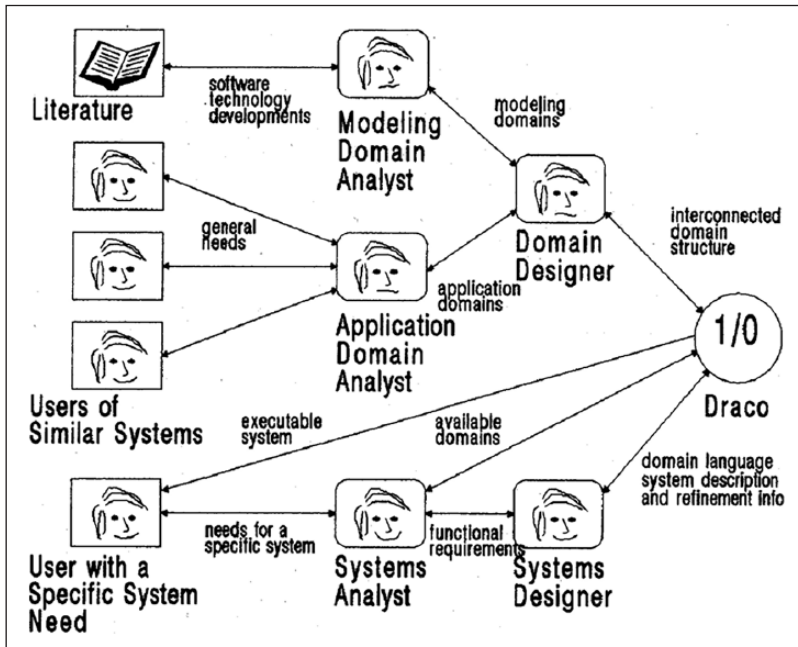 Literature
software
technology
developments
Modeling
Domain
Analyst
modeling
domains
general
needs
Domain
Designer
interconnected
domain
structure
application
domains
Application
Domain
Analyst
1/0
Draco
Users of
Similar Systems
executable
system
available
domains
domain language
system description
and refinement info
needs for a
specific system
functional
requirements
User with a
Specific System
Need
Systems
Analyst
Systems
Designer